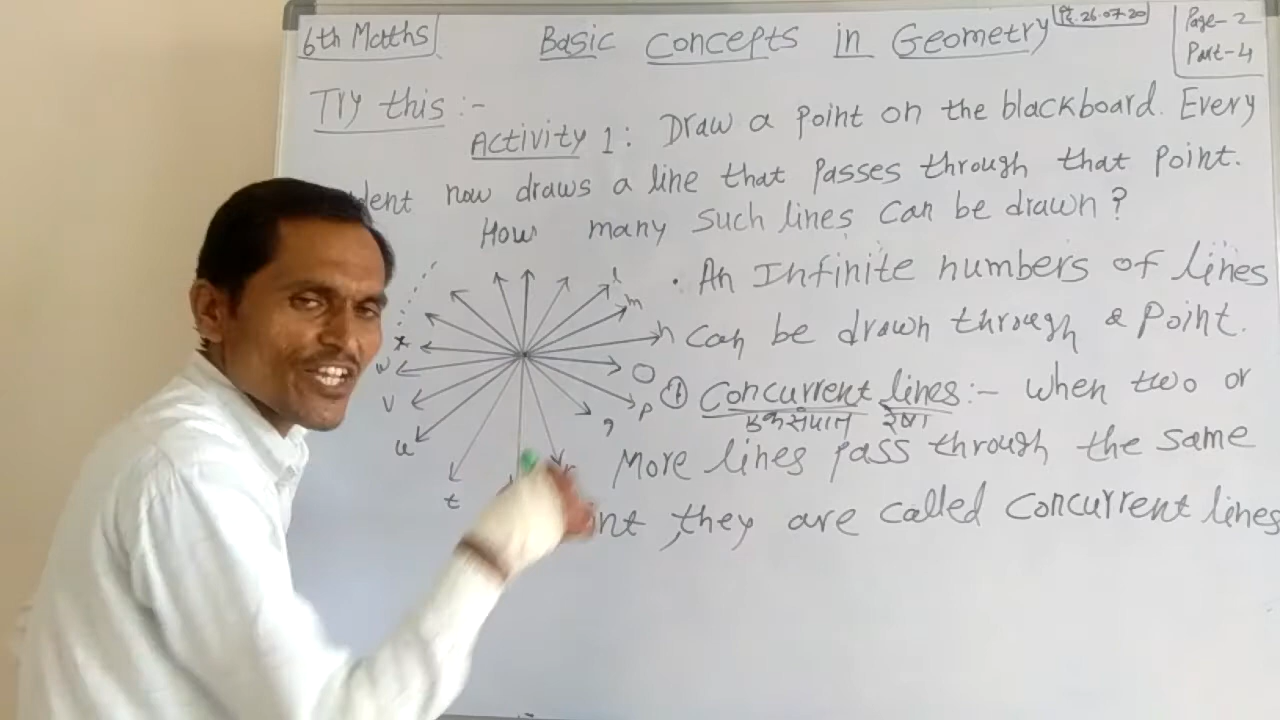 6th Maths
Basic Concepts in Geometry
दि. 26.07.20
Page-2
Part-4
Try this :-
Activity 1: Draw a point on the blackboard. Every
dent now draws a line that passes through that point.
How many such lines can be drawn?
. An Infinite numbers of lines
can be drawn through a point.
① Concurrent lines :- when two or
एकसंपात रेषा
More lines pass through the same
int, they are called concurrent lines
l
m
n
o
p
q
r
t
u
v
w
x